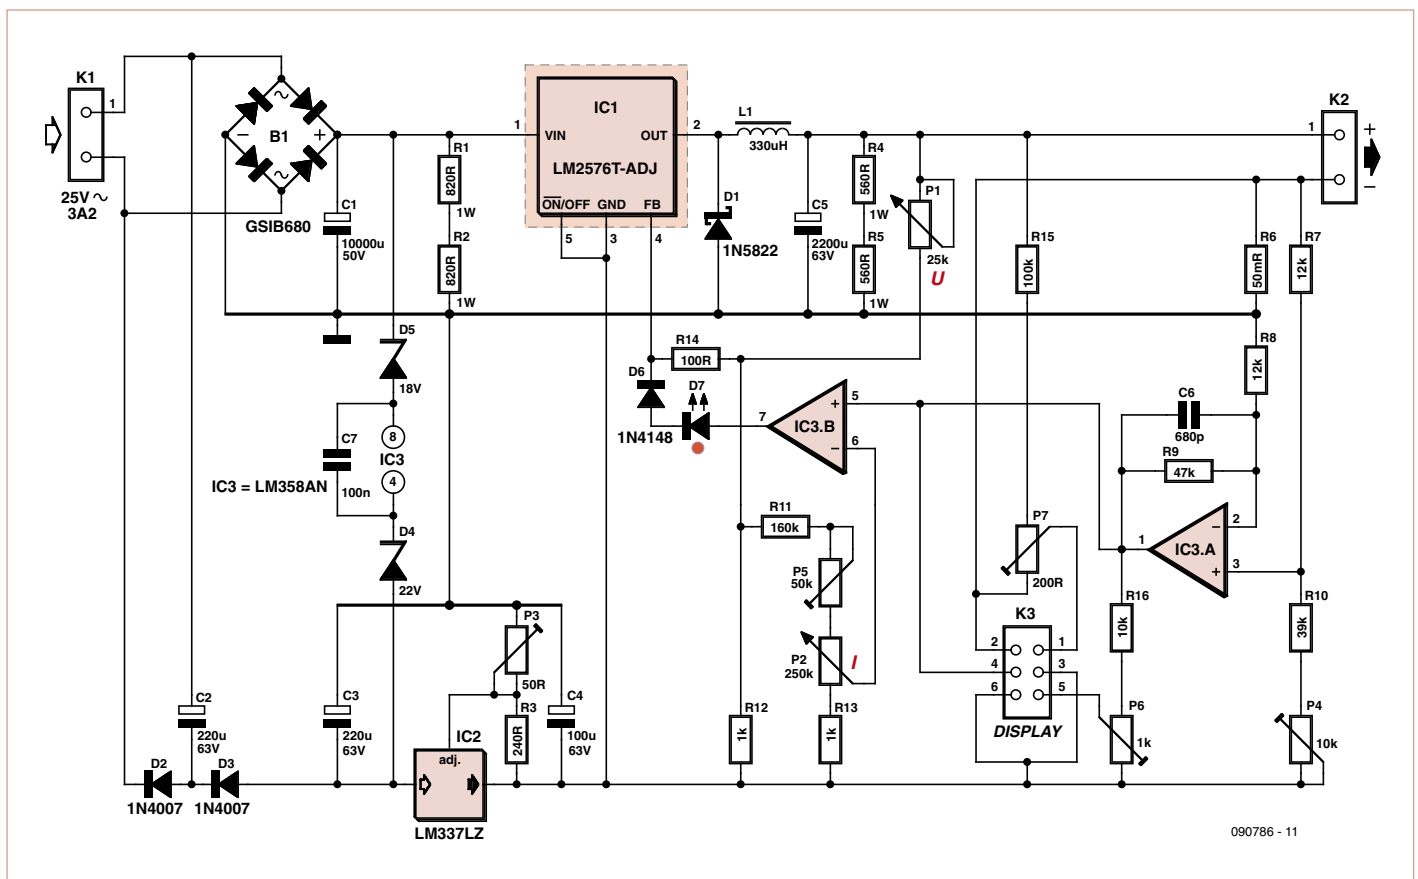 K1
1
25V ~
3A2
~
− B1 +
~
GSIB680
C1
10000u
50V
R1
820R
1W
R2
820R
1W
1
IC1
VIN OUT
LM2576T-ADJ
ON/OFF GND FB
5 3 4
2
L1
330uH
D1
1N5822
C5
2200u
63V
R4
560R
1W
R5
560R
1W
P1
25k
U
R15
100k
R6
50mR
R7
12k
K2
1
+
−
D5
18V
C7
100n
8
IC3
4
IC3 = LM358AN
D4
22V
R14
100R
D6
1N4148
D7
7
IC3.B
+ 5
− 6
R8
12k
C6
680p
R9
47k
1
IC3.A
− 2
+ 3
R11
160k
P5
50k
P2
250k
I
R12
1k
R13
1k
P7
200R
K3
2 1
4 3
6 5
DISPLAY
R16
10k
P6
1k
R10
39k
P4
10k
P3
50R
R3
240R
C4
100u
63V
C3
220u
63V
C2
220u
63V
D2
1N4007
D3
1N4007
IC2
adj.
LM337LZ
090786 - 11